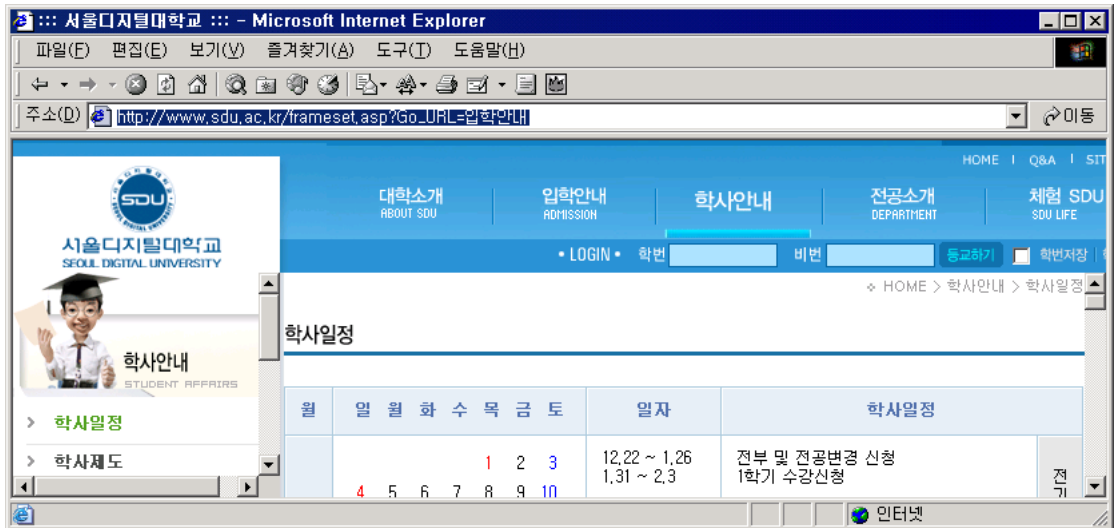 ::: 서울디지털대학교 ::: - Microsoft Internet Explorer
파일(F) 편집(E) 보기(V) 즐겨찾기(A) 도구(T) 도움말(H)
주소(D) http://www.sdu.ac.kr/frameset.asp?Go_URL=입학안내 이동
HOME | Q&A | SIT
SDU
서울디지털대학교
SEOUL DIGITAL UNIVERSITY
대학소개 입학안내 학사안내 전공소개 체험 SDU
ABOUT SDU ADMISSION DEPARTMENT SDU LIFE
• LOGIN • 학번 비번 등교하기 학번저장
HOME > 학사안내 > 학사일정
학사안내
STUDENT AFFAIRS
> 학사일정
> 학사제도
학사일정
월 일 월 화 수 목 금 토 일자 학사일정
1 2 3 12.22 ~ 1.26 전부 및 전공변경 신청
1.31 ~ 2.3 1학기 수강신청
4 5 6 7 8 9 10
전
기
인터넷